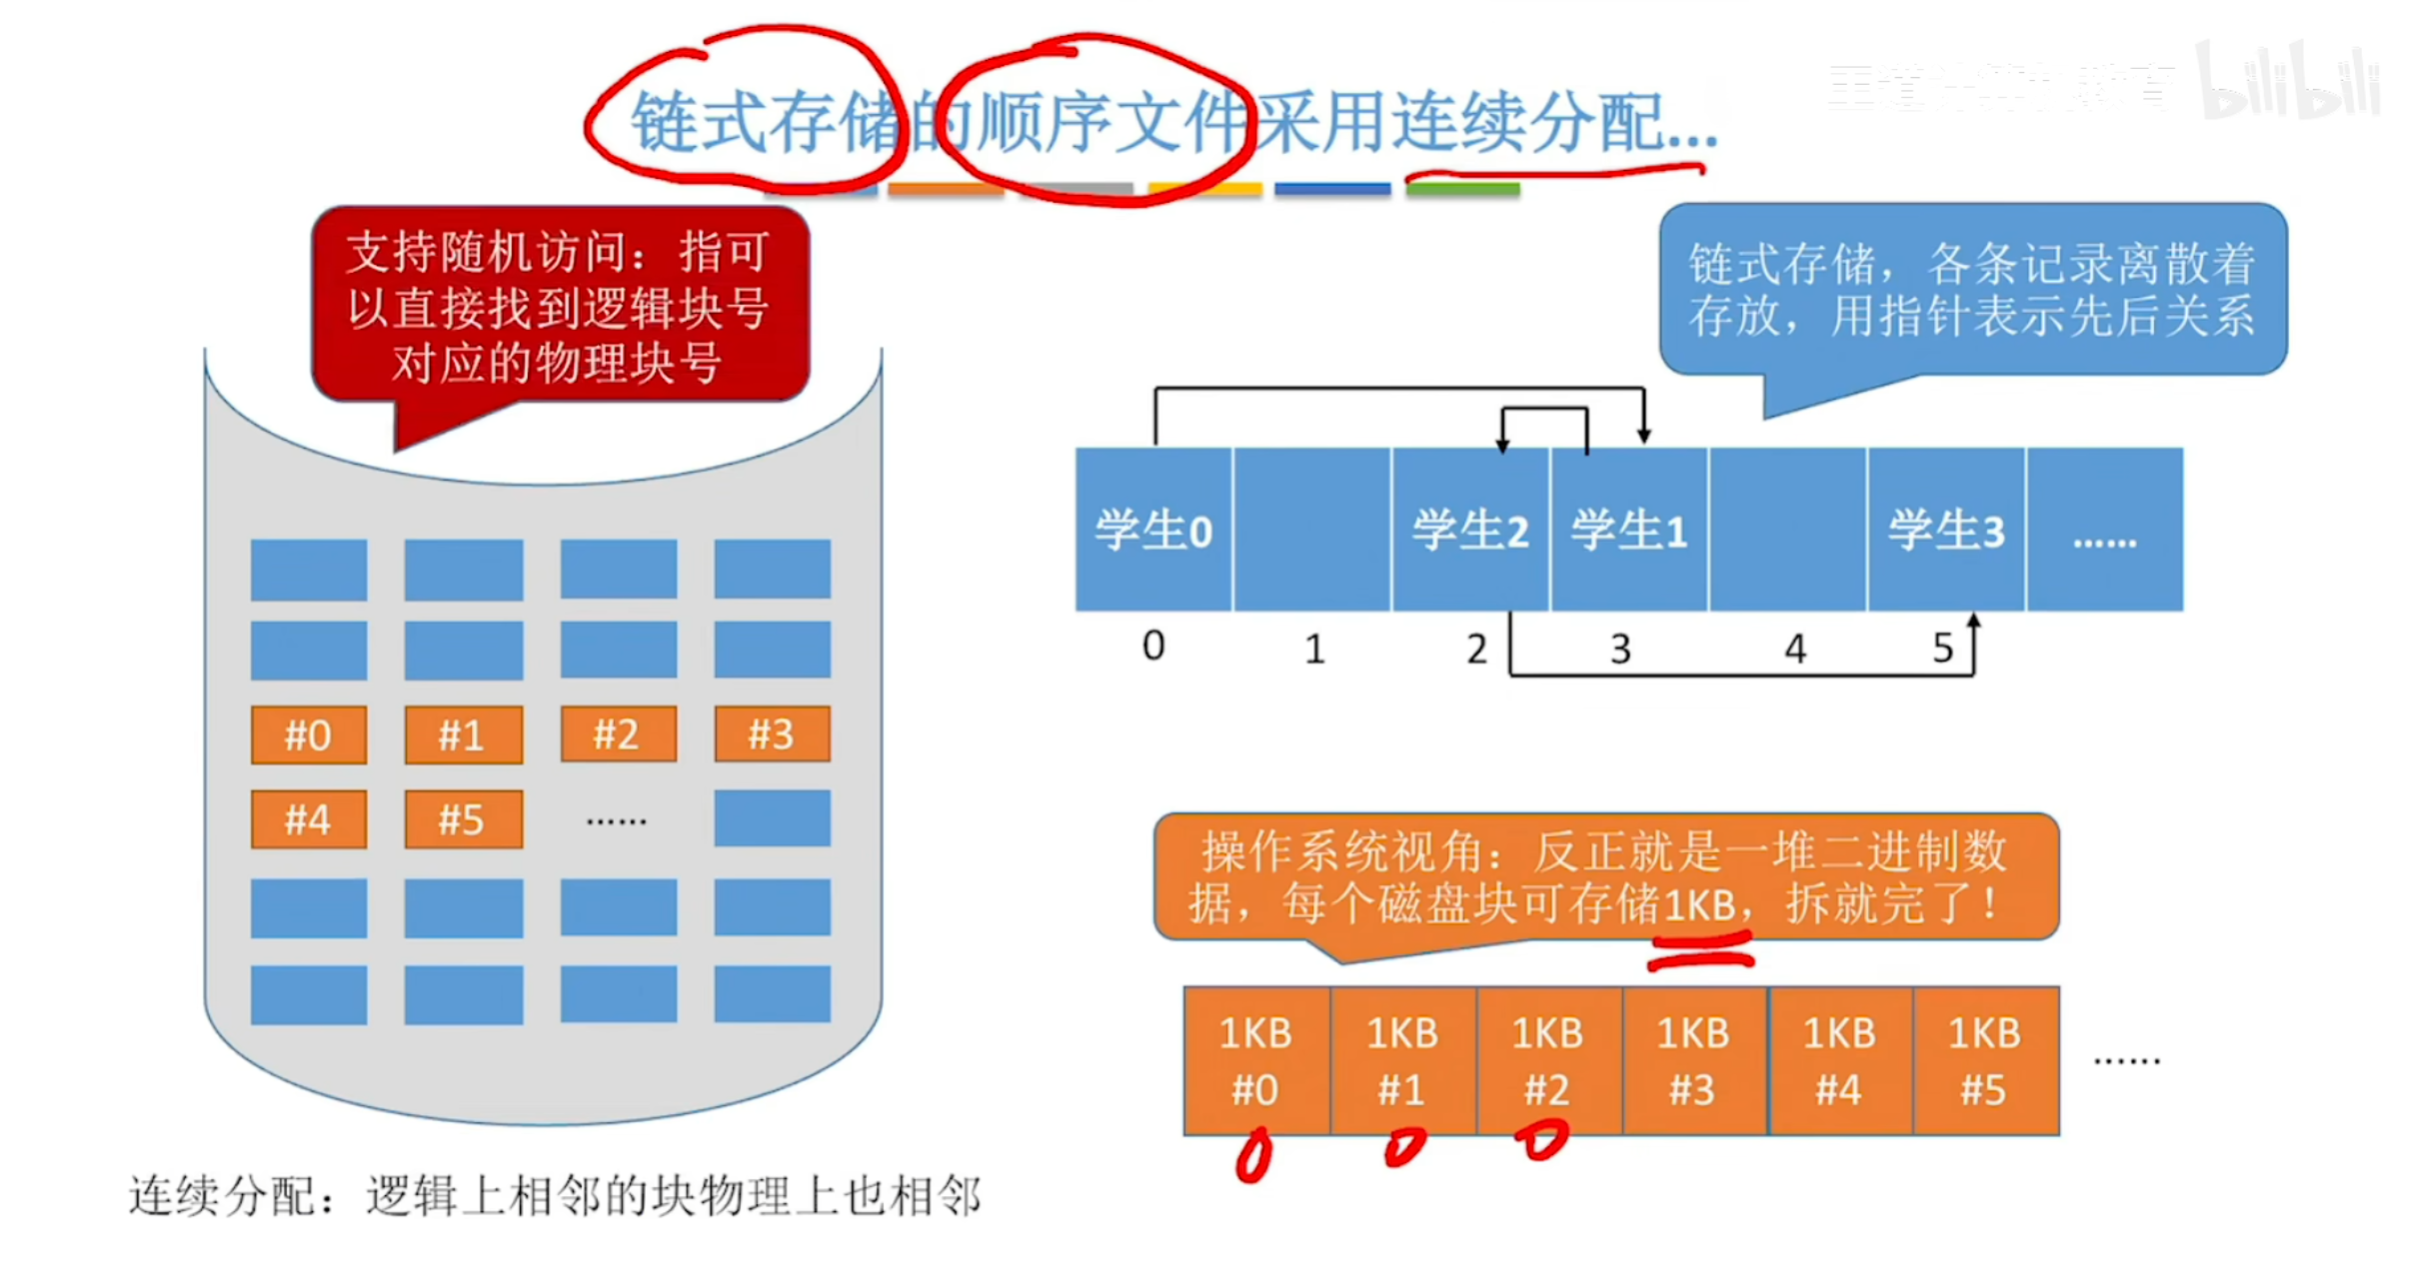 链式存储的顺序文件采用连续分配...
bilibili
支持随机访问：指可
以直接找到逻辑块号
对应的物理块号
链式存储，各条记录离散着
存放，用指针表示先后关系
学生0 学生2 学生1 学生3 ......
0 1 2 3 4 5
#0 #1 #2 #3
#4 #5 ......
操作系统视角：反正就是一堆二进制数
据，每个磁盘块可存储1KB，拆就完了！
1KB 1KB 1KB 1KB 1KB 1KB
#0 #1 #2 #3 #4 #5 ......
连续分配：逻辑上相邻的块物理上也相邻